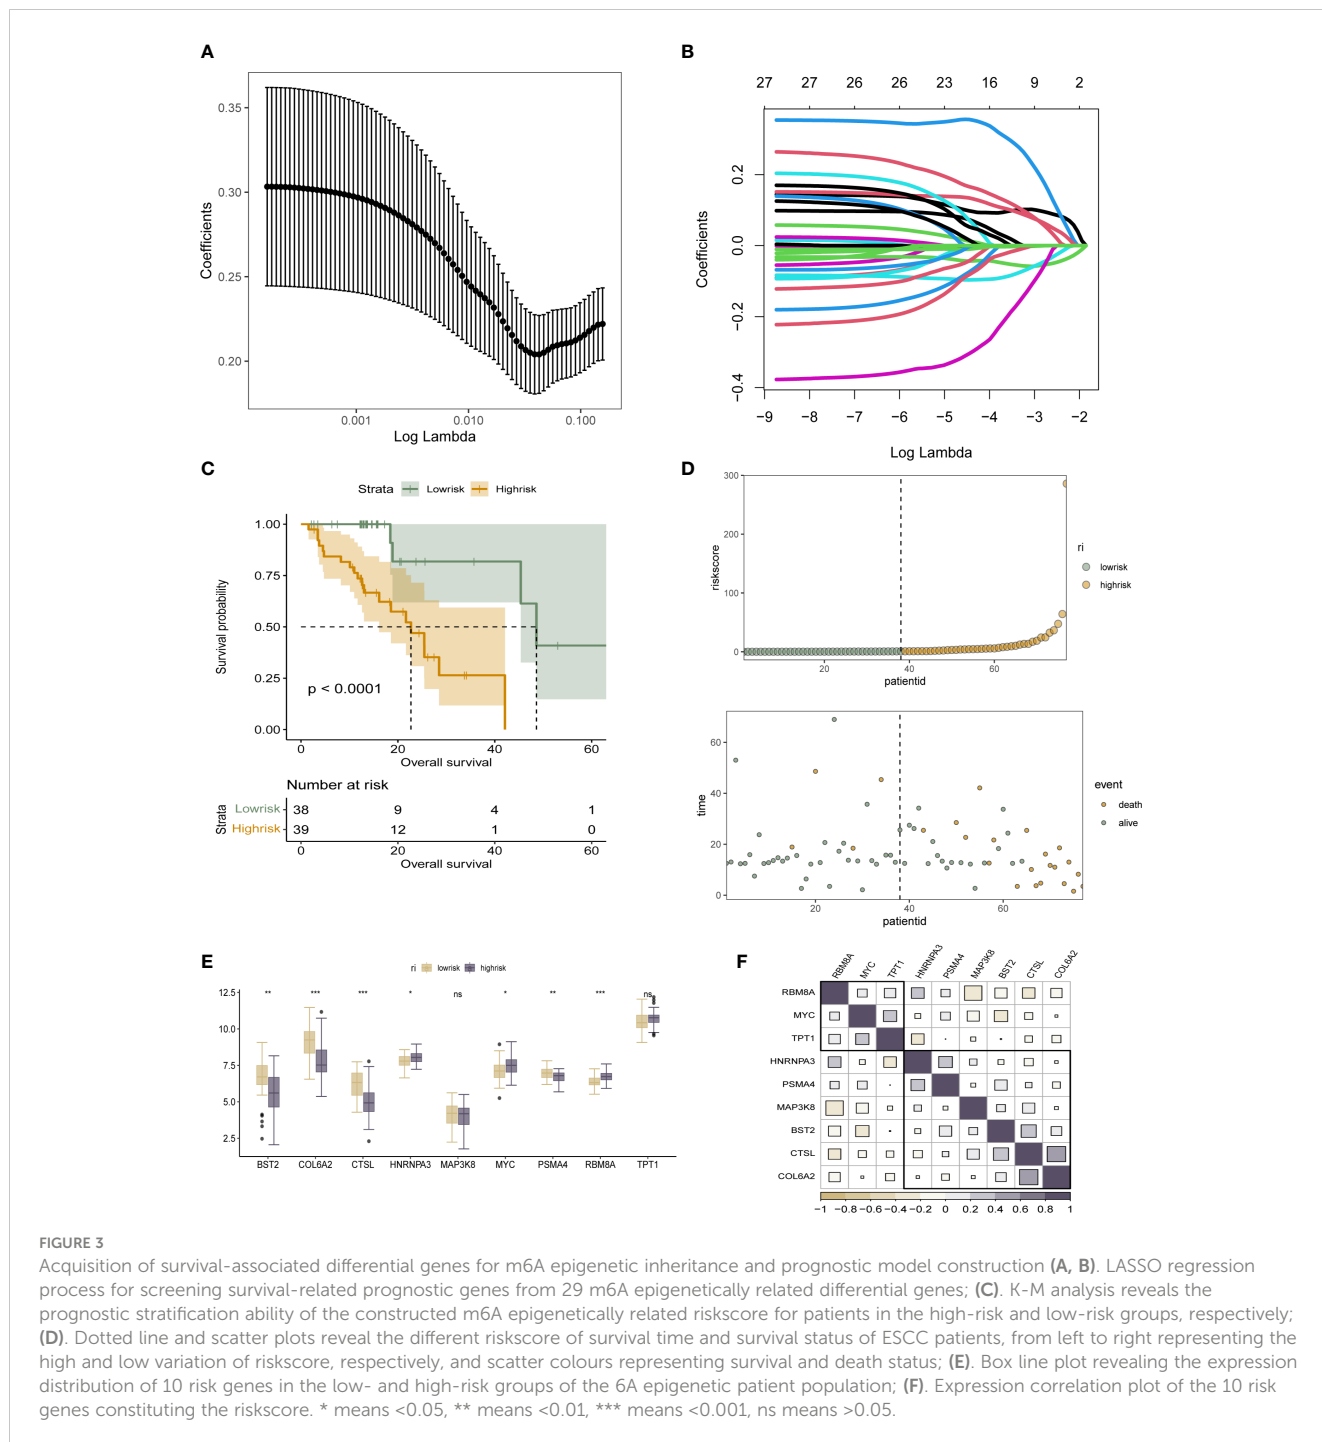 A
0.35
0.30
0.25
0.20
Coefficients
0.001 0.010 0.100
Log Lambda
B
27 27 26 26 23 16 9 2
0.2
0.0
−0.2
−0.4
Coefficients
−9 −8 −7 −6 −5 −4 −3 −2
Log Lambda
C
Strata Lowrisk Highrisk
1.00
0.75
0.50
0.25
0.00
Survival probability
p < 0.0001
0 20 40 60
Overall survival
Number at risk
Strata
Lowrisk 38 9 4 1
Highrisk 39 12 1 0
0 20 40 60
Overall survival
D
300
200
100
0
riskscore
20 40 60
patientid
ri
lowrisk
highrisk
60
40
20
0
time
20 40 60
patientid
event
death
alive
E
ri lowrisk highrisk
** *** *** * ns * ** *** ns
12.5
10.0
7.5
5.0
2.5
BST2 COL6A2 CTSL HNRNPA3 MAP3K8 MYC PSMA4 RBM8A TPT1
F
RBM8A MYC TPT1 HNRNPA3 PSMA4 MAP3K8 BST2 CTSL COL6A2
RBM8A
MYC
TPT1
HNRNPA3
PSMA4
MAP3K8
BST2
CTSL
COL6A2
−1 −0.8 −0.6 −0.4 −0.2 0 0.2 0.4 0.6 0.8 1
FIGURE 3
Acquisition of survival-associated differential genes for m6A epigenetic inheritance and prognostic model construction (A, B). LASSO regression
process for screening survival-related prognostic genes from 29 m6A epigenetically related differential genes; (C). K-M analysis reveals the
prognostic stratification ability of the constructed m6A epigenetically related riskscore for patients in the high-risk and low-risk groups, respectively;
(D). Dotted line and scatter plots reveal the different riskscore of survival time and survival status of ESCC patients, from left to right representing the
high and low variation of riskscore, respectively, and scatter colours representing survival and death status; (E). Box line plot revealing the expression
distribution of 10 risk genes in the low- and high-risk groups of the 6A epigenetic patient population; (F). Expression correlation plot of the 10 risk
genes constituting the riskscore. * means <0.05, ** means <0.01, *** means <0.001, ns means >0.05.